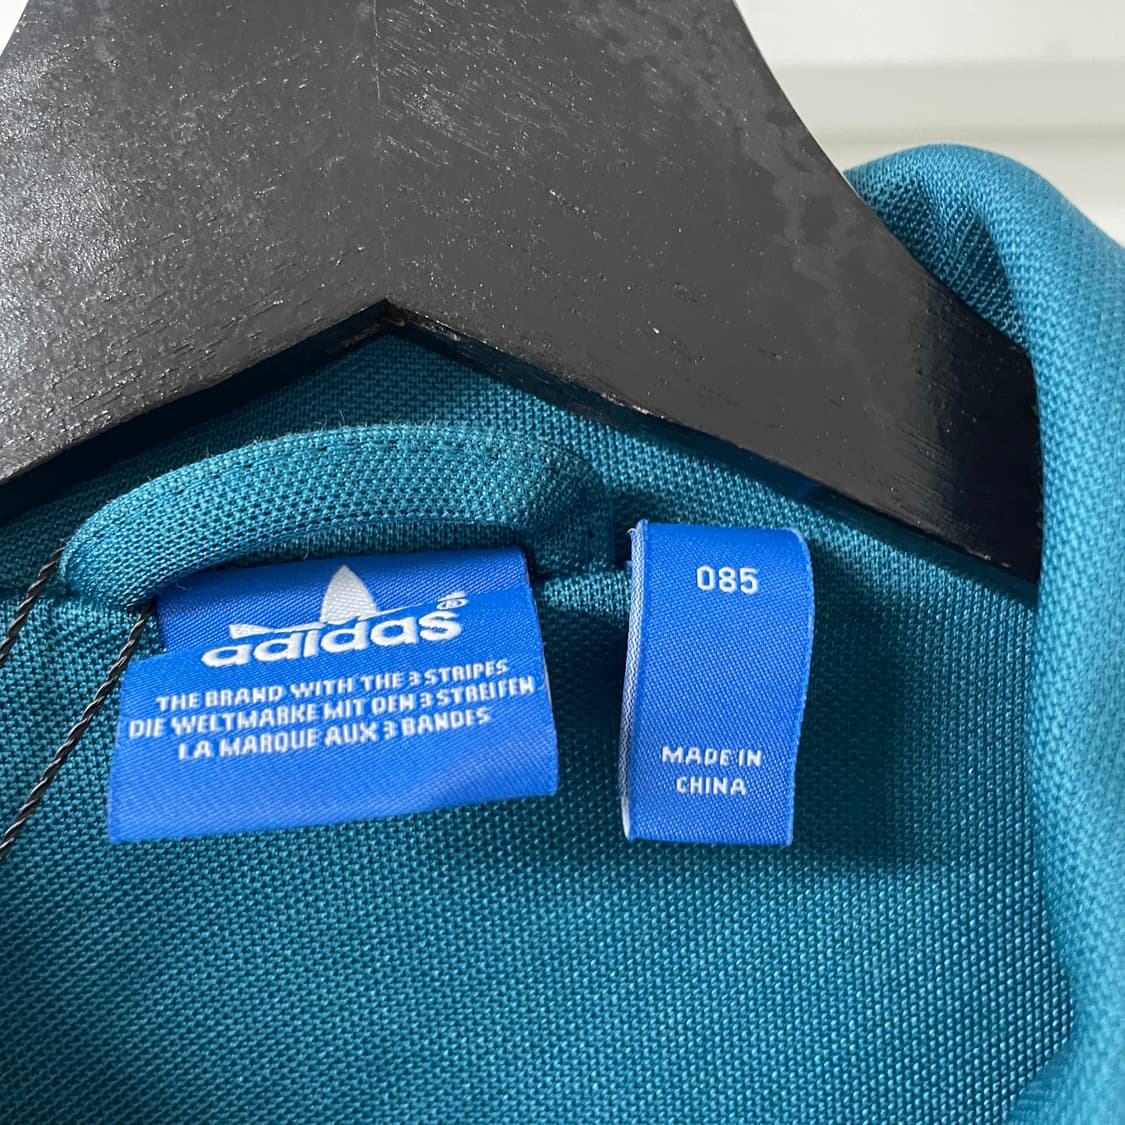 adidas®
THE BRAND WITH THE 3 STRIPES
DIE WELTMARKE MIT DEN 3 STREIFEN
LA MARQUE AUX 3 BANDES
085
MADE IN
CHINA